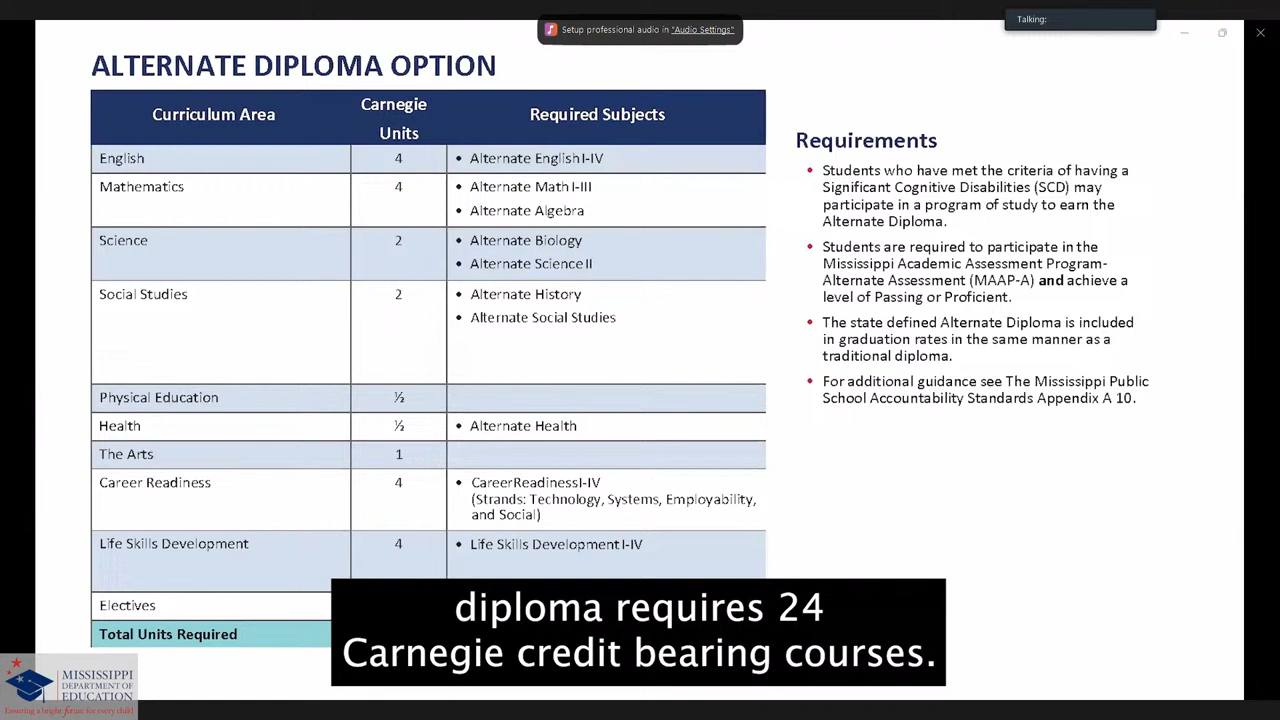 Setup professional audio in "Audio Settings"
Talking:
ALTERNATE DIPLOMA OPTION
Curriculum Area
Carnegie
Units
Required Subjects
English 4 • Alternate English I-IV
Mathematics 4 • Alternate Math I-III
• Alternate Algebra
Science 2 • Alternate Biology
• Alternate Science II
Social Studies 2 • Alternate History
• Alternate Social Studies
Physical Education ½
Health ½ • Alternate Health
The Arts 1
Career Readiness 4 • Career Readiness I-IV
(Strands: Technology, Systems, Employability,
and Social)
Life Skills Development 4 • Life Skills Development I-IV
Electives
Total Units Required
Requirements
• Students who have met the criteria of having a
Significant Cognitive Disabilities (SCD) may
participate in a program of study to earn the
Alternate Diploma.
• Students are required to participate in the
Mississippi Academic Assessment Program-
Alternate Assessment (MAAP-A) and achieve a
level of Passing or Proficient.
• The state defined Alternate Diploma is included
in graduation rates in the same manner as a
traditional diploma.
• For additional guidance see The Mississippi Public
School Accountability Standards Appendix A 10.
diploma requires 24
Carnegie credit bearing courses.
MISSISSIPPI
DEPARTMENT OF
EDUCATION
Ensuring a bright future for every child